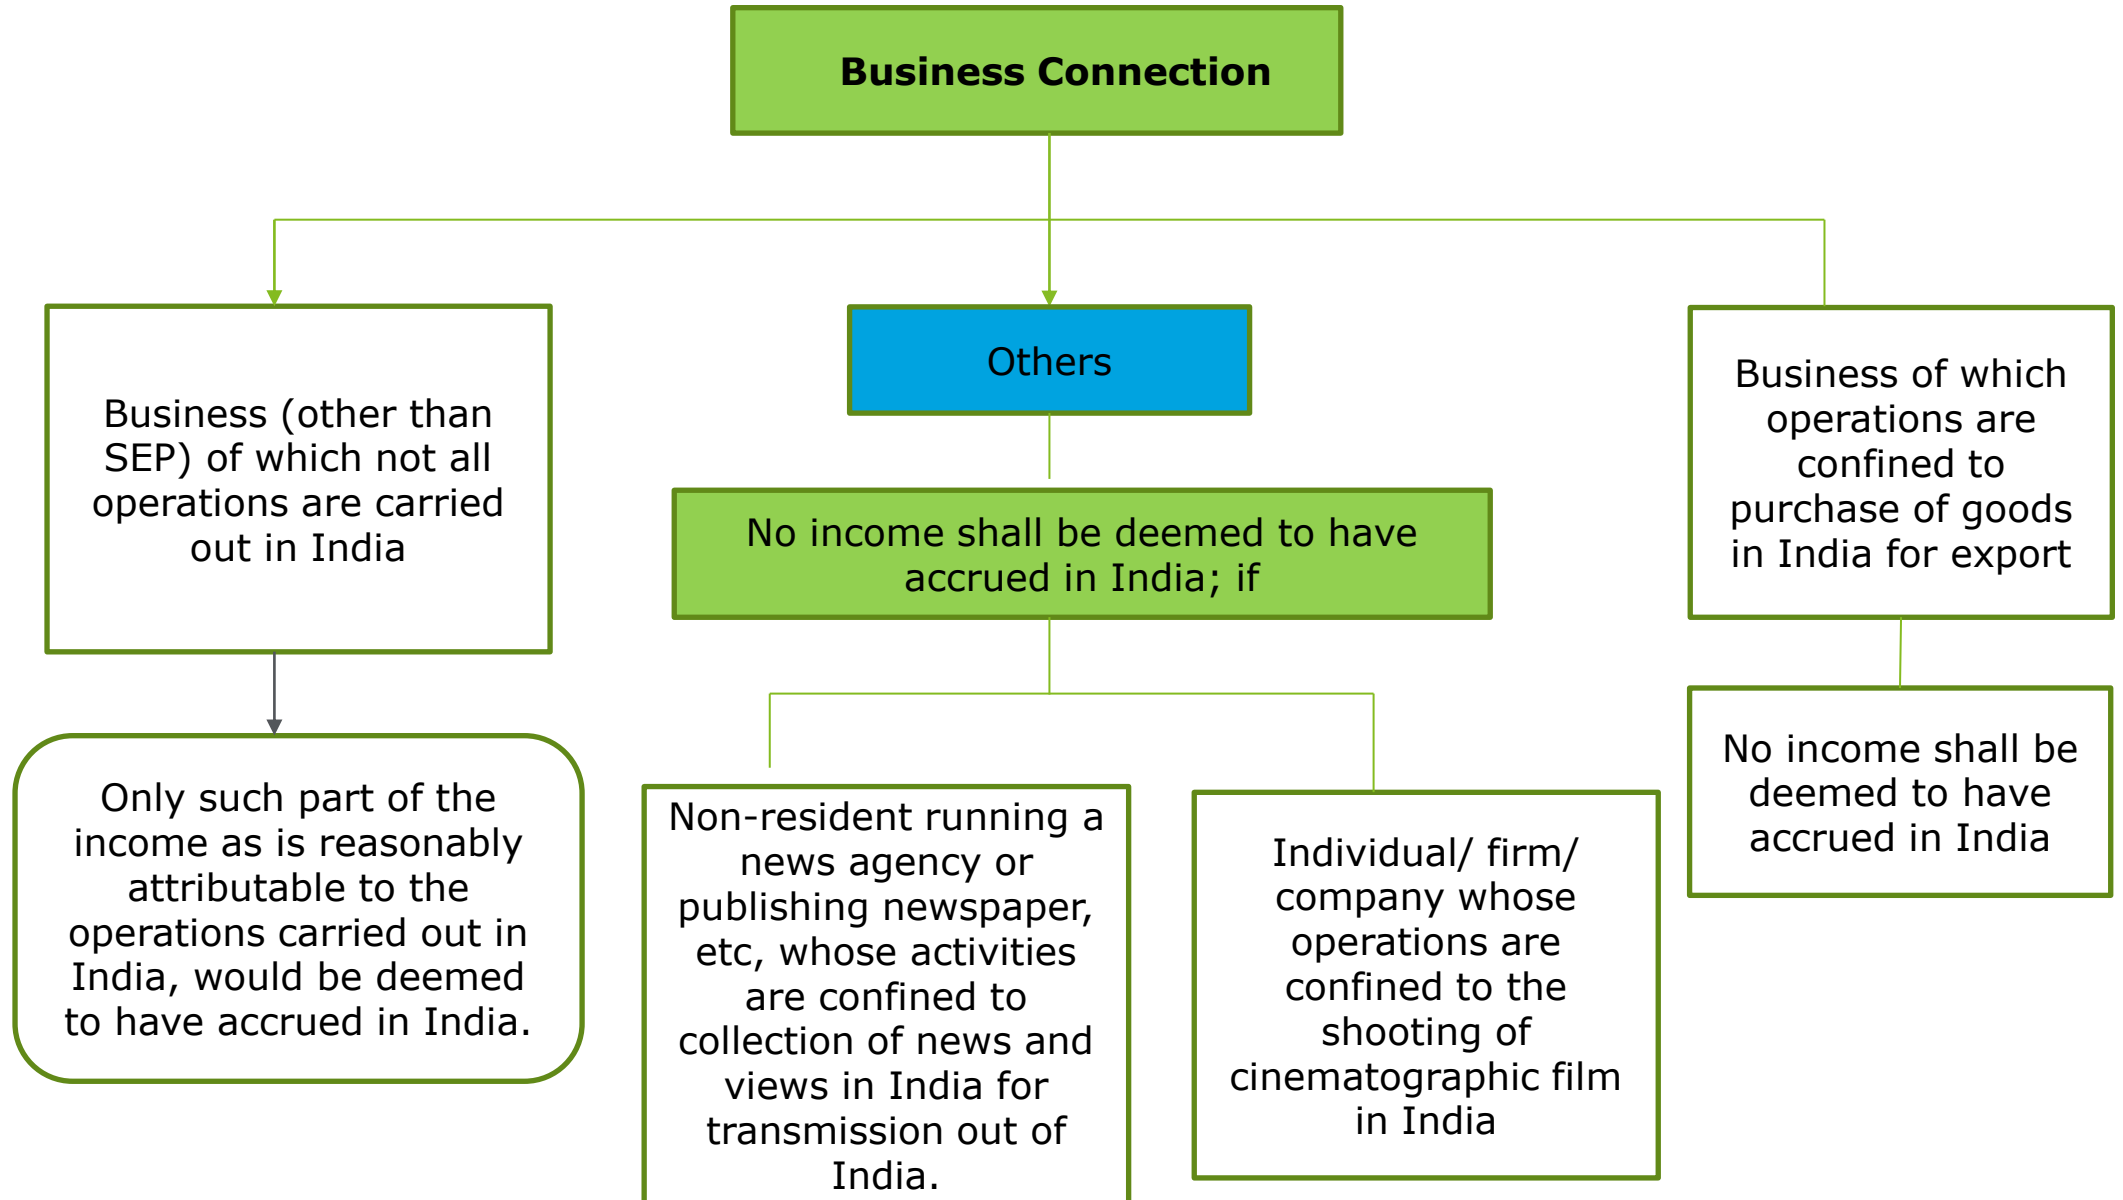 Business Connection
Business (other than
SEP) of which not all
operations are carried
out in India
Only such part of the
income as is reasonably
attributable to the
operations carried out in
India, would be deemed
to have accrued in India.
Others
No income shall be deemed to have
accrued in India; if
Non-resident running a
news agency or
publishing newspaper,
etc, whose activities
are confined to
collection of news and
views in India for
transmission out of
India.
Individual/ firm/
company whose
operations are
confined to the
shooting of
cinematographic film
in India
Business of which
operations are
confined to
purchase of goods
in India for export
No income shall be
deemed to have
accrued in India